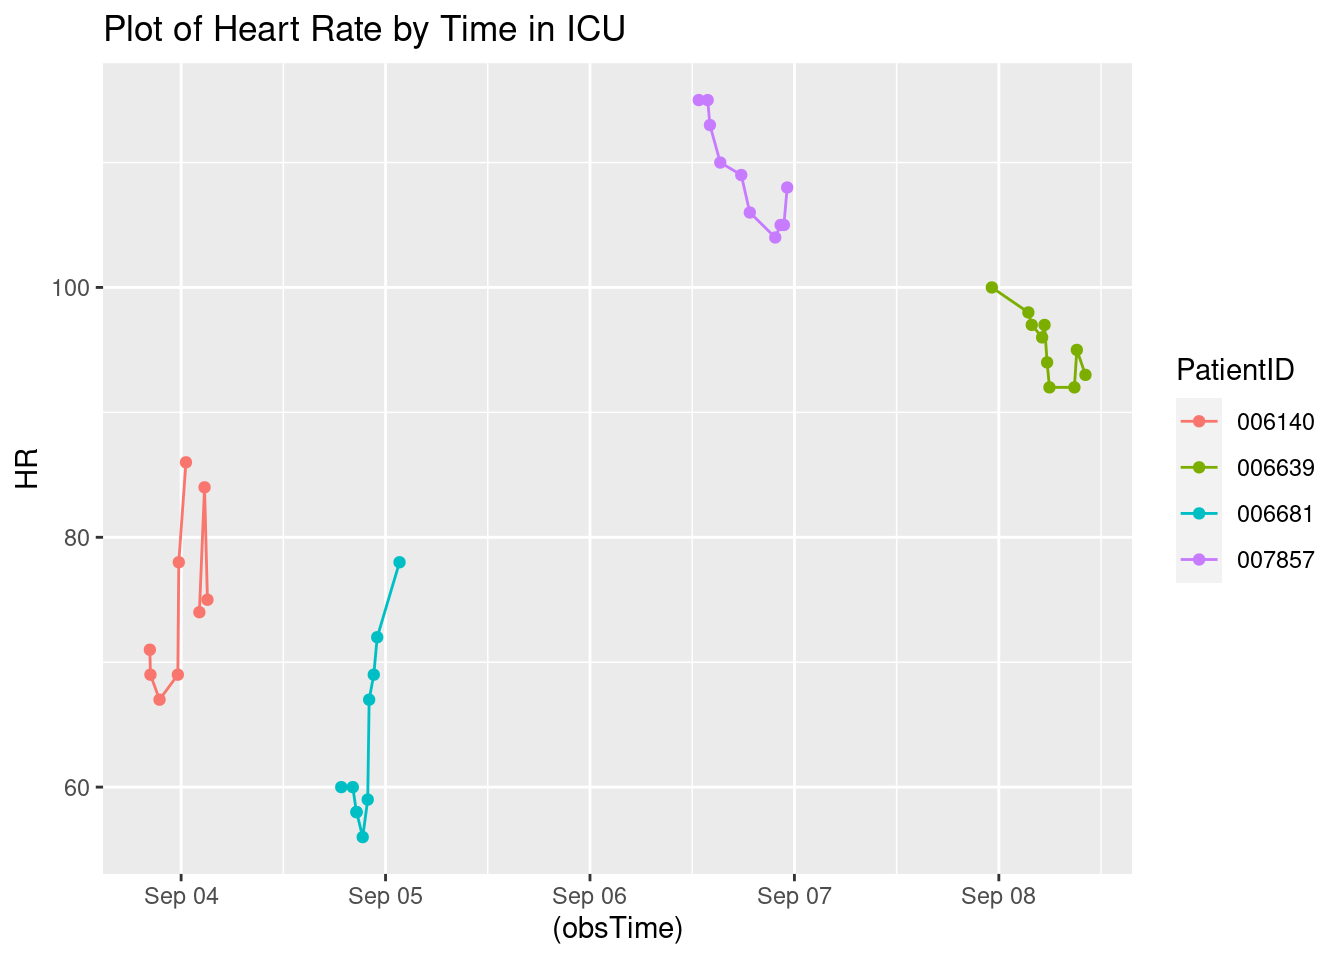 Plot of Heart Rate by Time in ICU
100
80
60
HR
Sep 04 Sep 05 Sep 06 Sep 07 Sep 08
(obsTime)
PatientID
006140
006639
006681
007857